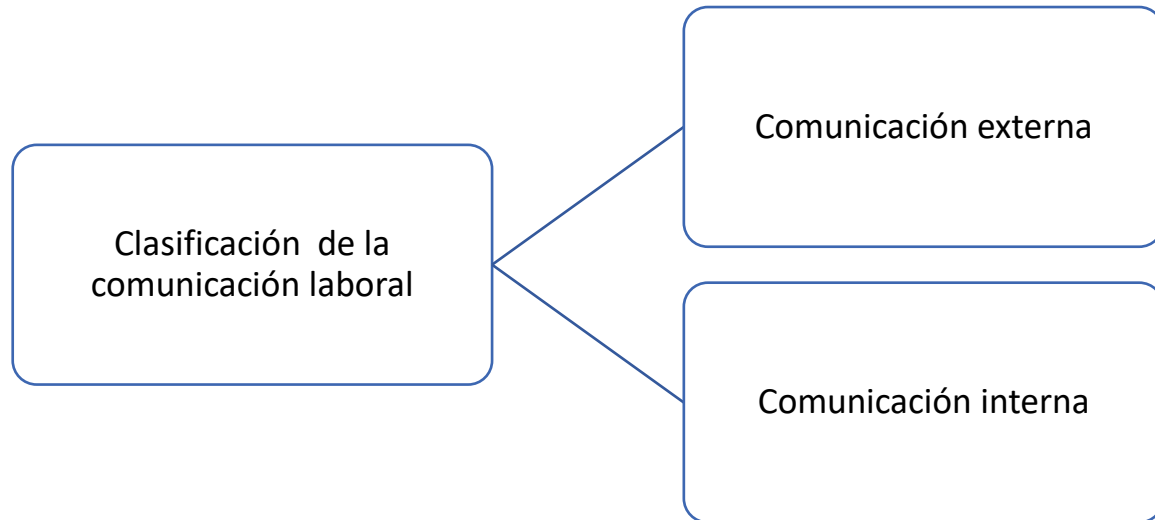 Clasificación  de la
comunicación laboral
Comunicación externa
Comunicación interna